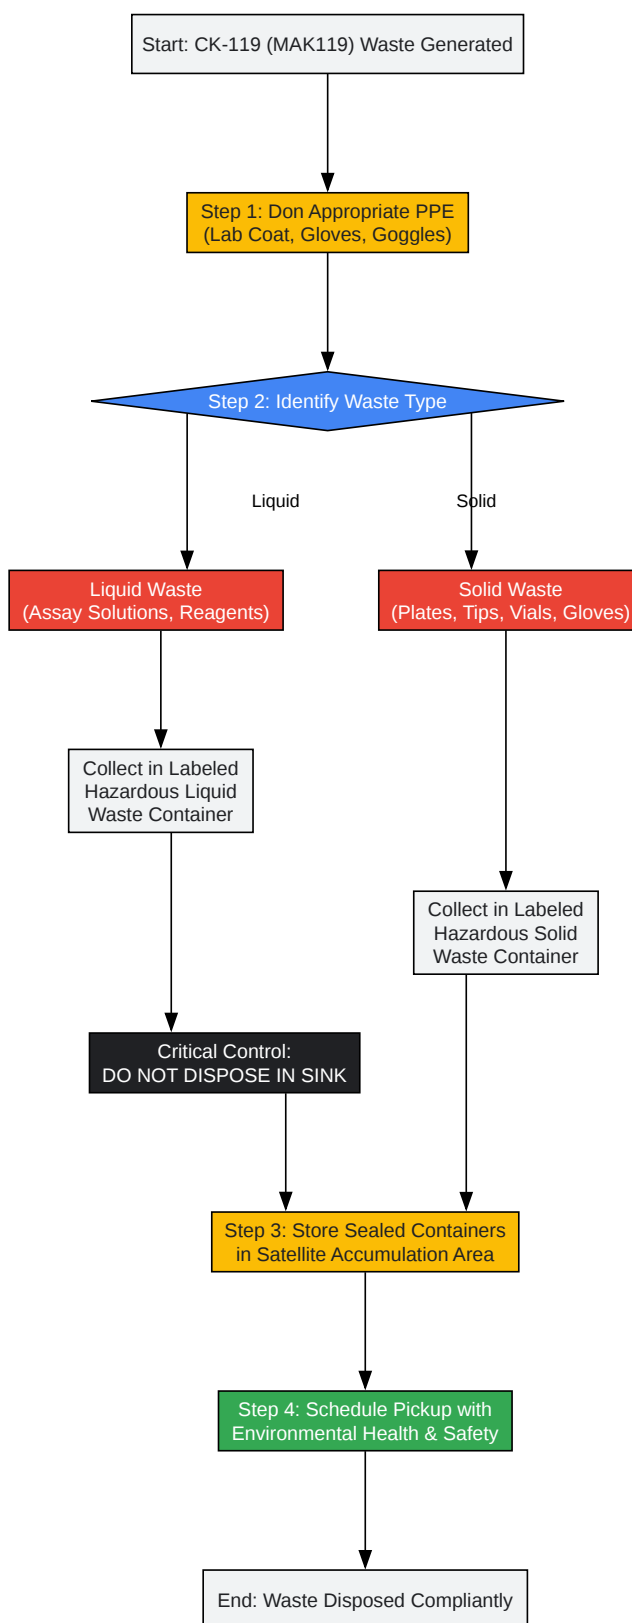 Start: CK-119 (MAK119) Waste Generated
Step 1: Don Appropriate PPE
(Lab Coat, Gloves, Goggles)
Step 2: Identify Waste Type
Liquid
Solid
Liquid Waste
(Assay Solutions, Reagents)
Solid Waste
(Plates, Tips, Vials, Gloves)
Collect in Labeled
Hazardous Liquid
Waste Container
Collect in Labeled
Hazardous Solid
Waste Container
Critical Control:
DO NOT DISPOSE IN SINK
Step 3: Store Sealed Containers
in Satellite Accumulation Area
Step 4: Schedule Pickup with
Environmental Health & Safety
End: Waste Disposed Compliantly